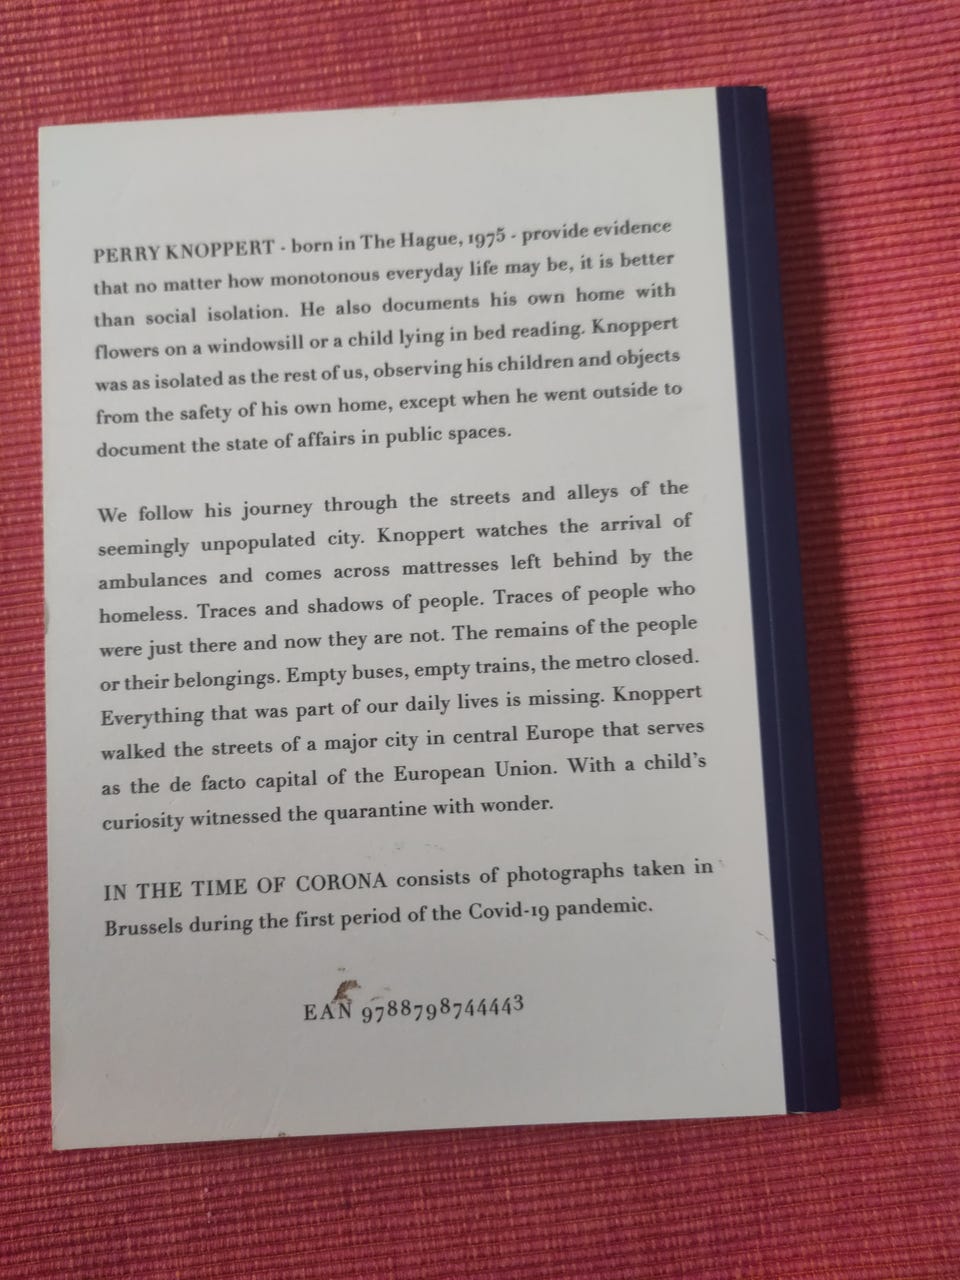 PERRY KNOPPERT - born in The Hague, 1975 - provide evidence
that no matter how monotonous everyday life may be, it is better
than social isolation. He also documents his own home with
flowers on a windowsill or a child lying in bed reading. Knoppert
was as isolated as the rest of us, observing his children and objects
from the safety of his own home, except when he went outside to
document the state of affairs in public spaces.
We follow his journey through the streets and alleys of the
seemingly unpopulated city. Knoppert watches the arrival of
ambulances and comes across mattresses left behind by the
homeless. Traces and shadows of people. Traces of people who
were just there and now they are not. The remains of the people
or their belongings. Empty buses, empty trains, the metro closed.
Everything that was part of our daily lives is missing. Knoppert
walked the streets of a major city in central Europe that serves
as the de facto capital of the European Union. With a child's
curiosity witnessed the quarantine with wonder.
IN THE TIME OF CORONA consists of photographs taken in
Brussels during the first period of the Covid-19 pandemic.
EAN 9788798744443